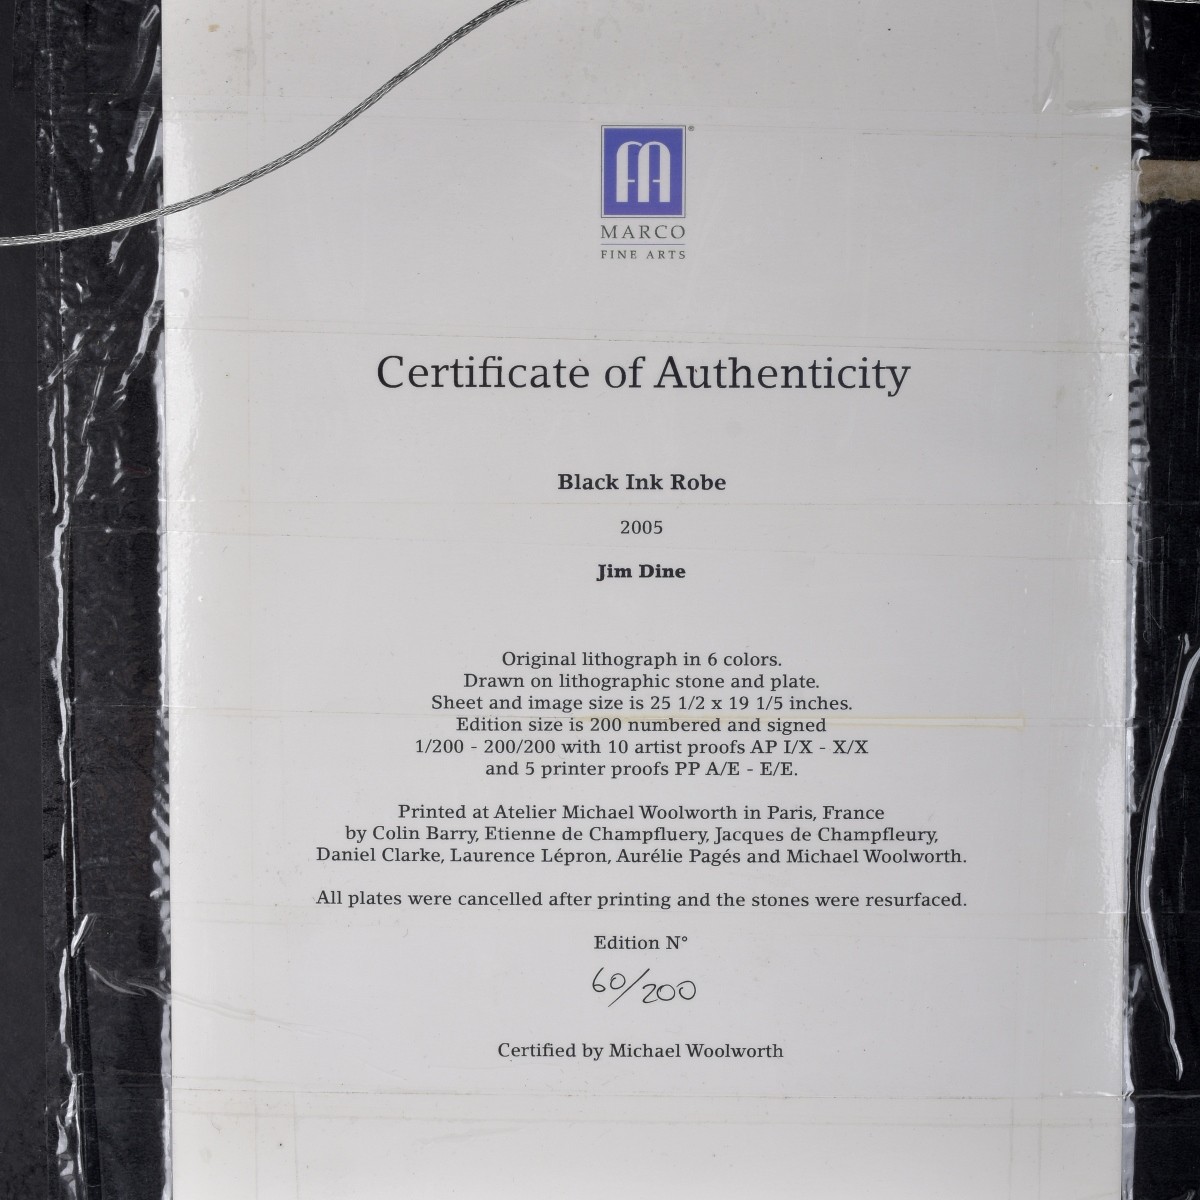 MARCO
FINE ARTS
Certificate of Authenticity
Black Ink Robe
2005
Jim Dine
Original lithograph in 6 colors.
Drawn on lithographic stone and plate.
Sheet and image size is 25 1/2 x 19 1/5 inches.
Edition size is 200 numbered and signed
1/200 - 200/200 with 10 artist proofs AP I/X - X/X
and 5 printer proofs PP A/E - E/E.
Printed at Atelier Michael Woolworth in Paris, France
by Colin Barry, Etienne de Champfluery, Jacques de Champfleury,
Daniel Clarke, Laurence Lépron, Aurélie Pagés and Michael Woolworth.
All plates were cancelled after printing and the stones were resurfaced.
Edition N°
60/200
Certified by Michael Woolworth